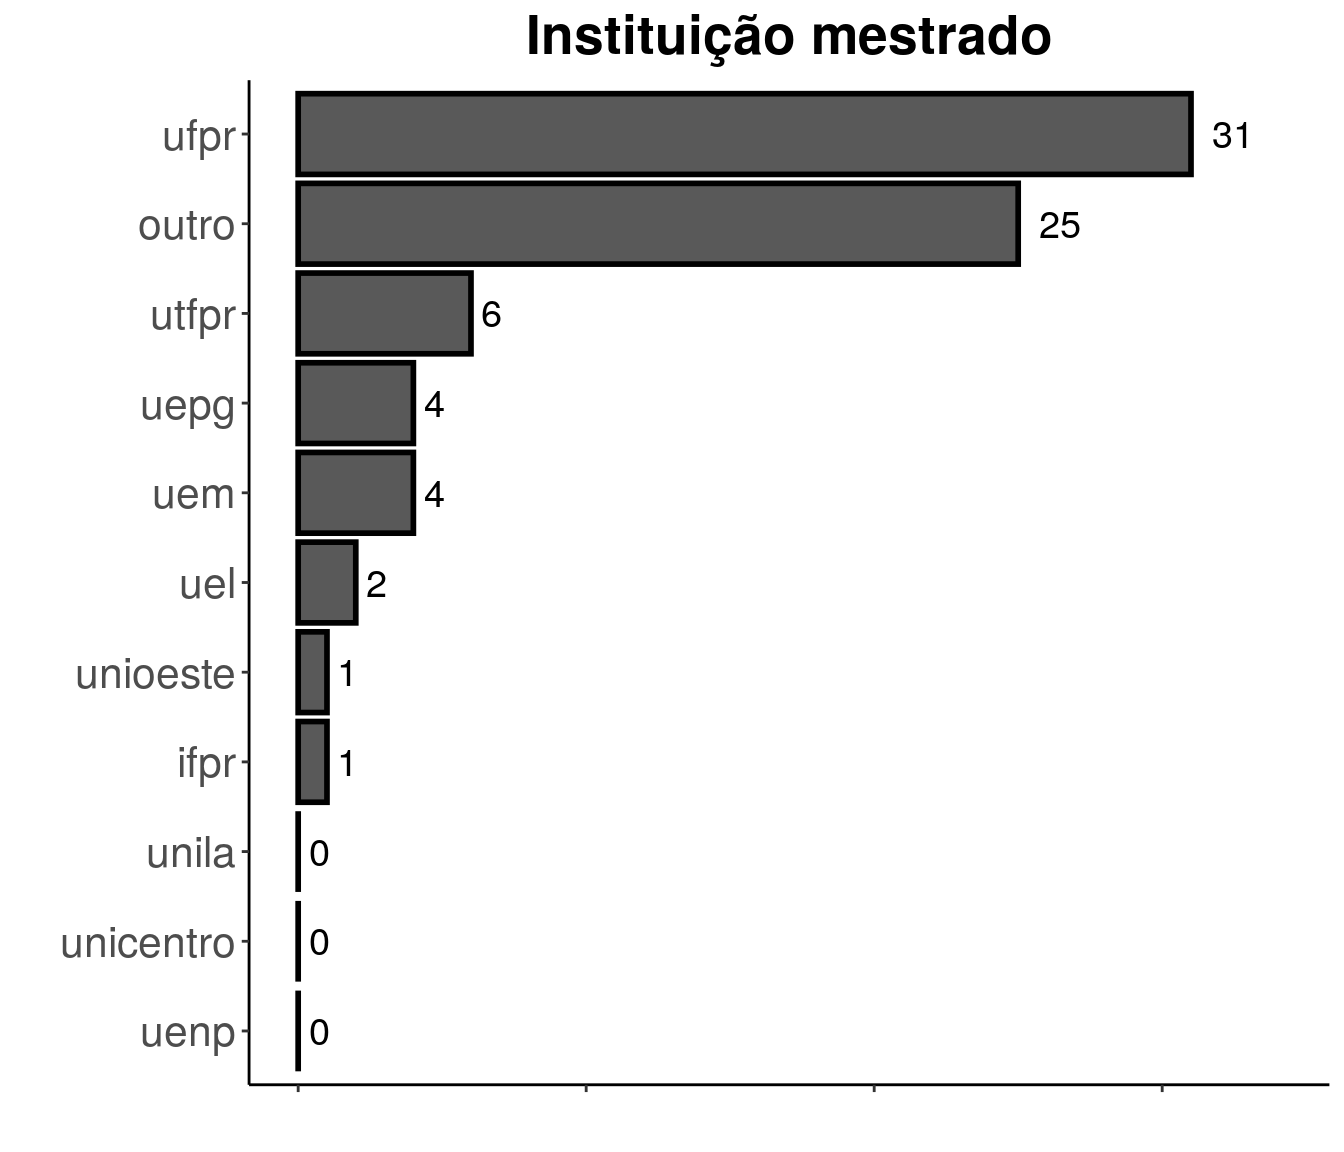 Instituição mestrado
ufpr 31
outro 25
utfpr 6
uepg 4
uem 4
uel 2
unioeste 1
ifpr 1
unila 0
unicentro 0
uenp 0